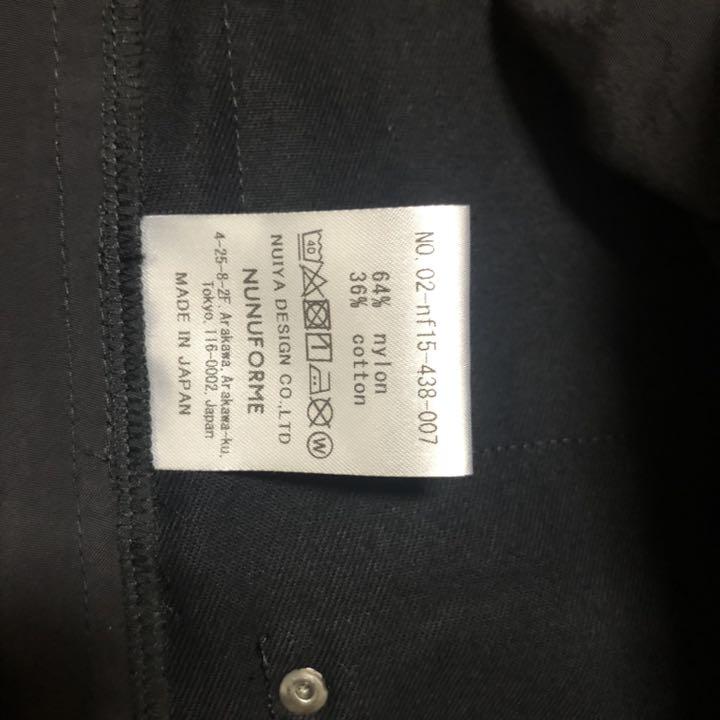 NO. 02-nf15-438-007
64% nylon
36% cotton
40 W
NUIYA DESIGN CO.,LTD
NUNUFORME
4-25-8-2F, Arakawa, Arakawa-ku,
Tokyo, 116-0002, Japan
MADE IN JAPAN